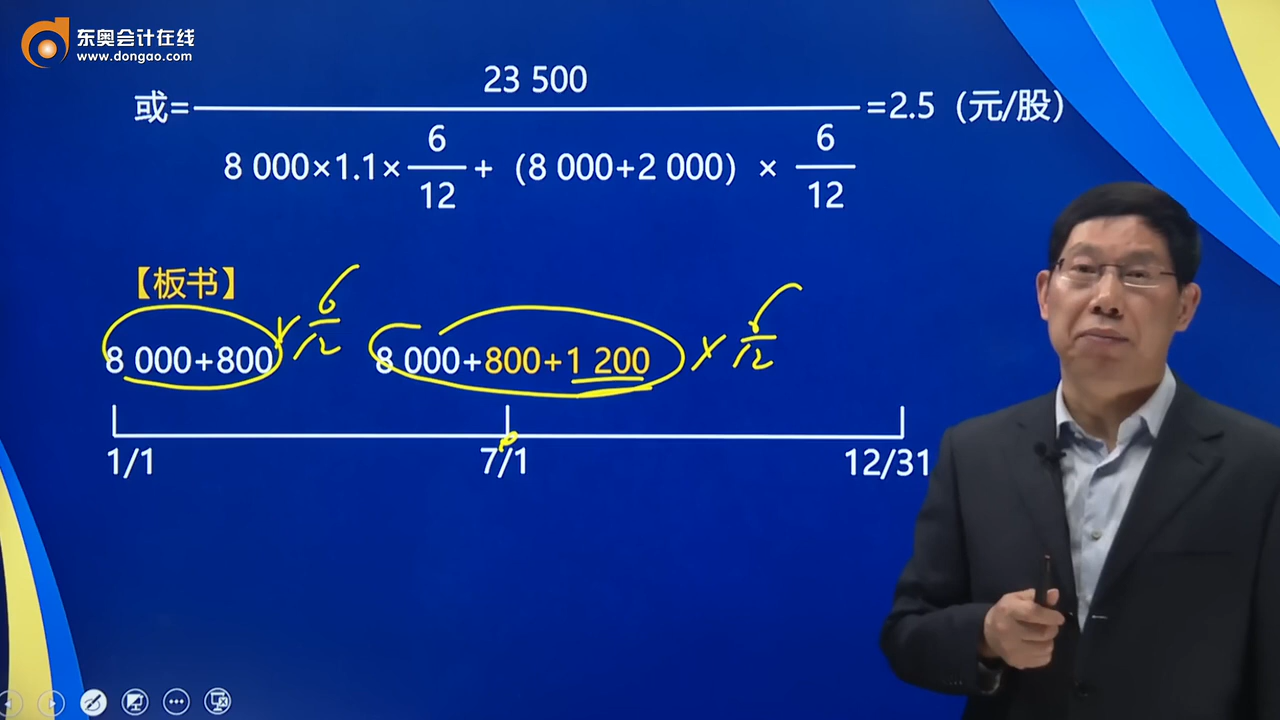 东奥会计在线
www.dongao.com
23 500
或= =2.5（元/股）
6 6
8 000×1.1× +（8 000+2 000）×
12 12
【板书】
6 6
8 000+800 × 8 000+800+1 200 ×
12 12
1/1 7/1 12/31